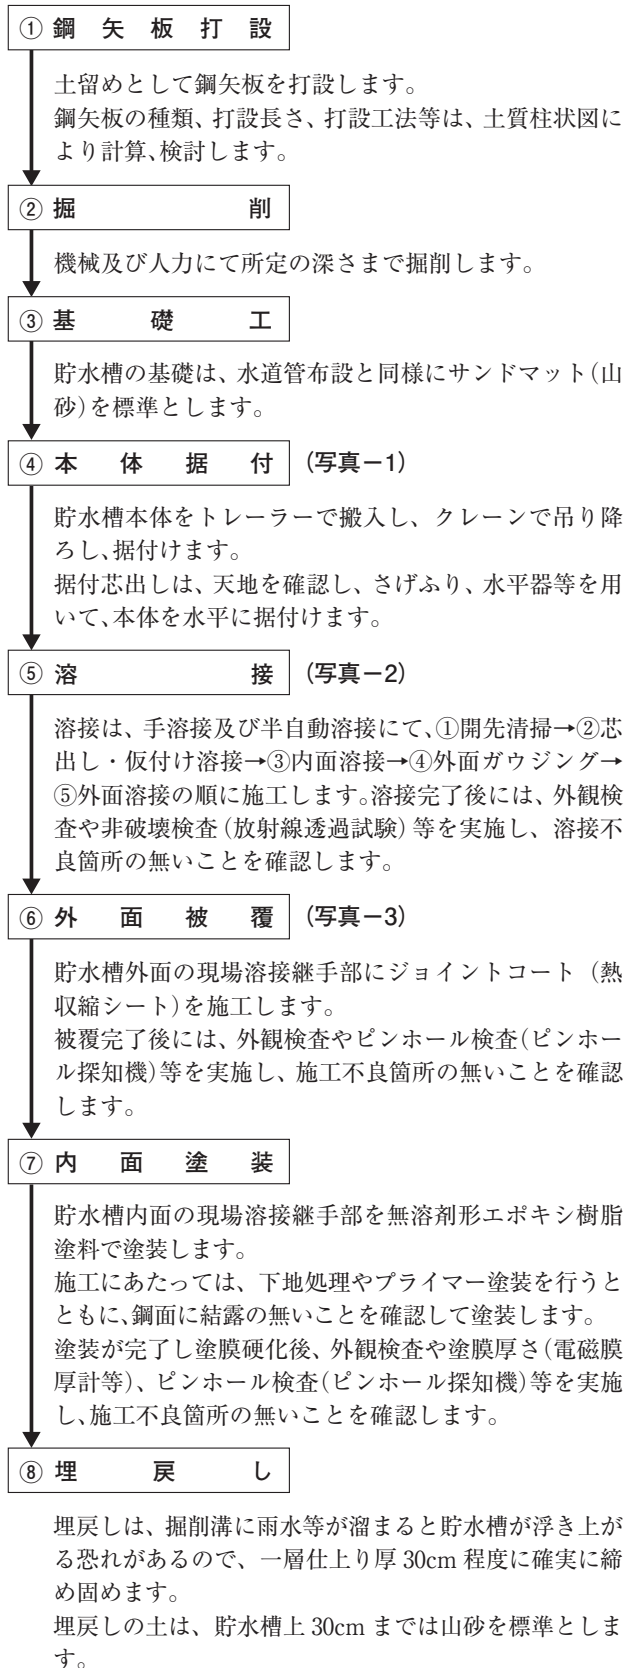 ① 鋼矢板打設
土留めとして鋼矢板を打設します。
鋼矢板の種類、打設長さ、打設工法等は、土質柱状図に
より計算、検討します。
② 掘削
機械及び人力にて所定の深さまで掘削します。
③ 基礎工
貯水槽の基礎は、水道管布設と同様にサンドマット(山
砂)を標準とします。
④ 本体据付 (写真－1)
貯水槽本体をトレーラーで搬入し、クレーンで吊り降
ろし、据付けます。
据付芯出しは、天地を確認し、さげふり、水平器等を用
いて、本体を水平に据付けます。
⑤ 溶接 (写真－2)
溶接は、手溶接及び半自動溶接にて、①開先清掃→②芯
出し・仮付け溶接→③内面溶接→④外面ガウジング→
⑤外面溶接の順に施工します。溶接完了後には、外観検
査や非破壊検査(放射線透過試験)等を実施し、溶接不
良箇所の無いことを確認します。
⑥ 外面被覆 (写真－3)
貯水槽外面の現場溶接継手部にジョイントコート(熱
収縮シート)を施工します。
被覆完了後には、外観検査やピンホール検査(ピンホー
ル探知機)等を実施し、施工不良箇所の無いことを確認
します。
⑦ 内面塗装
貯水槽内面の現場溶接継手部を無溶剤形エポキシ樹脂
塗料で塗装します。
施工にあたっては、下地処理やプライマー塗装を行うと
ともに、鋼面に結露の無いことを確認して塗装します。
塗装が完了し塗膜硬化後、外観検査や塗膜厚さ(電磁膜
厚計等)、ピンホール検査(ピンホール探知機)等を実施
し、施工不良箇所の無いことを確認します。
⑧ 埋戻し
埋戻しは、掘削溝に雨水等が溜まると貯水槽が浮き上が
る恐れがあるので、一層仕上り厚 30cm 程度に確実に締
め固めます。
埋戻しの土は、貯水槽上 30cm までは山砂を標準としま
す。